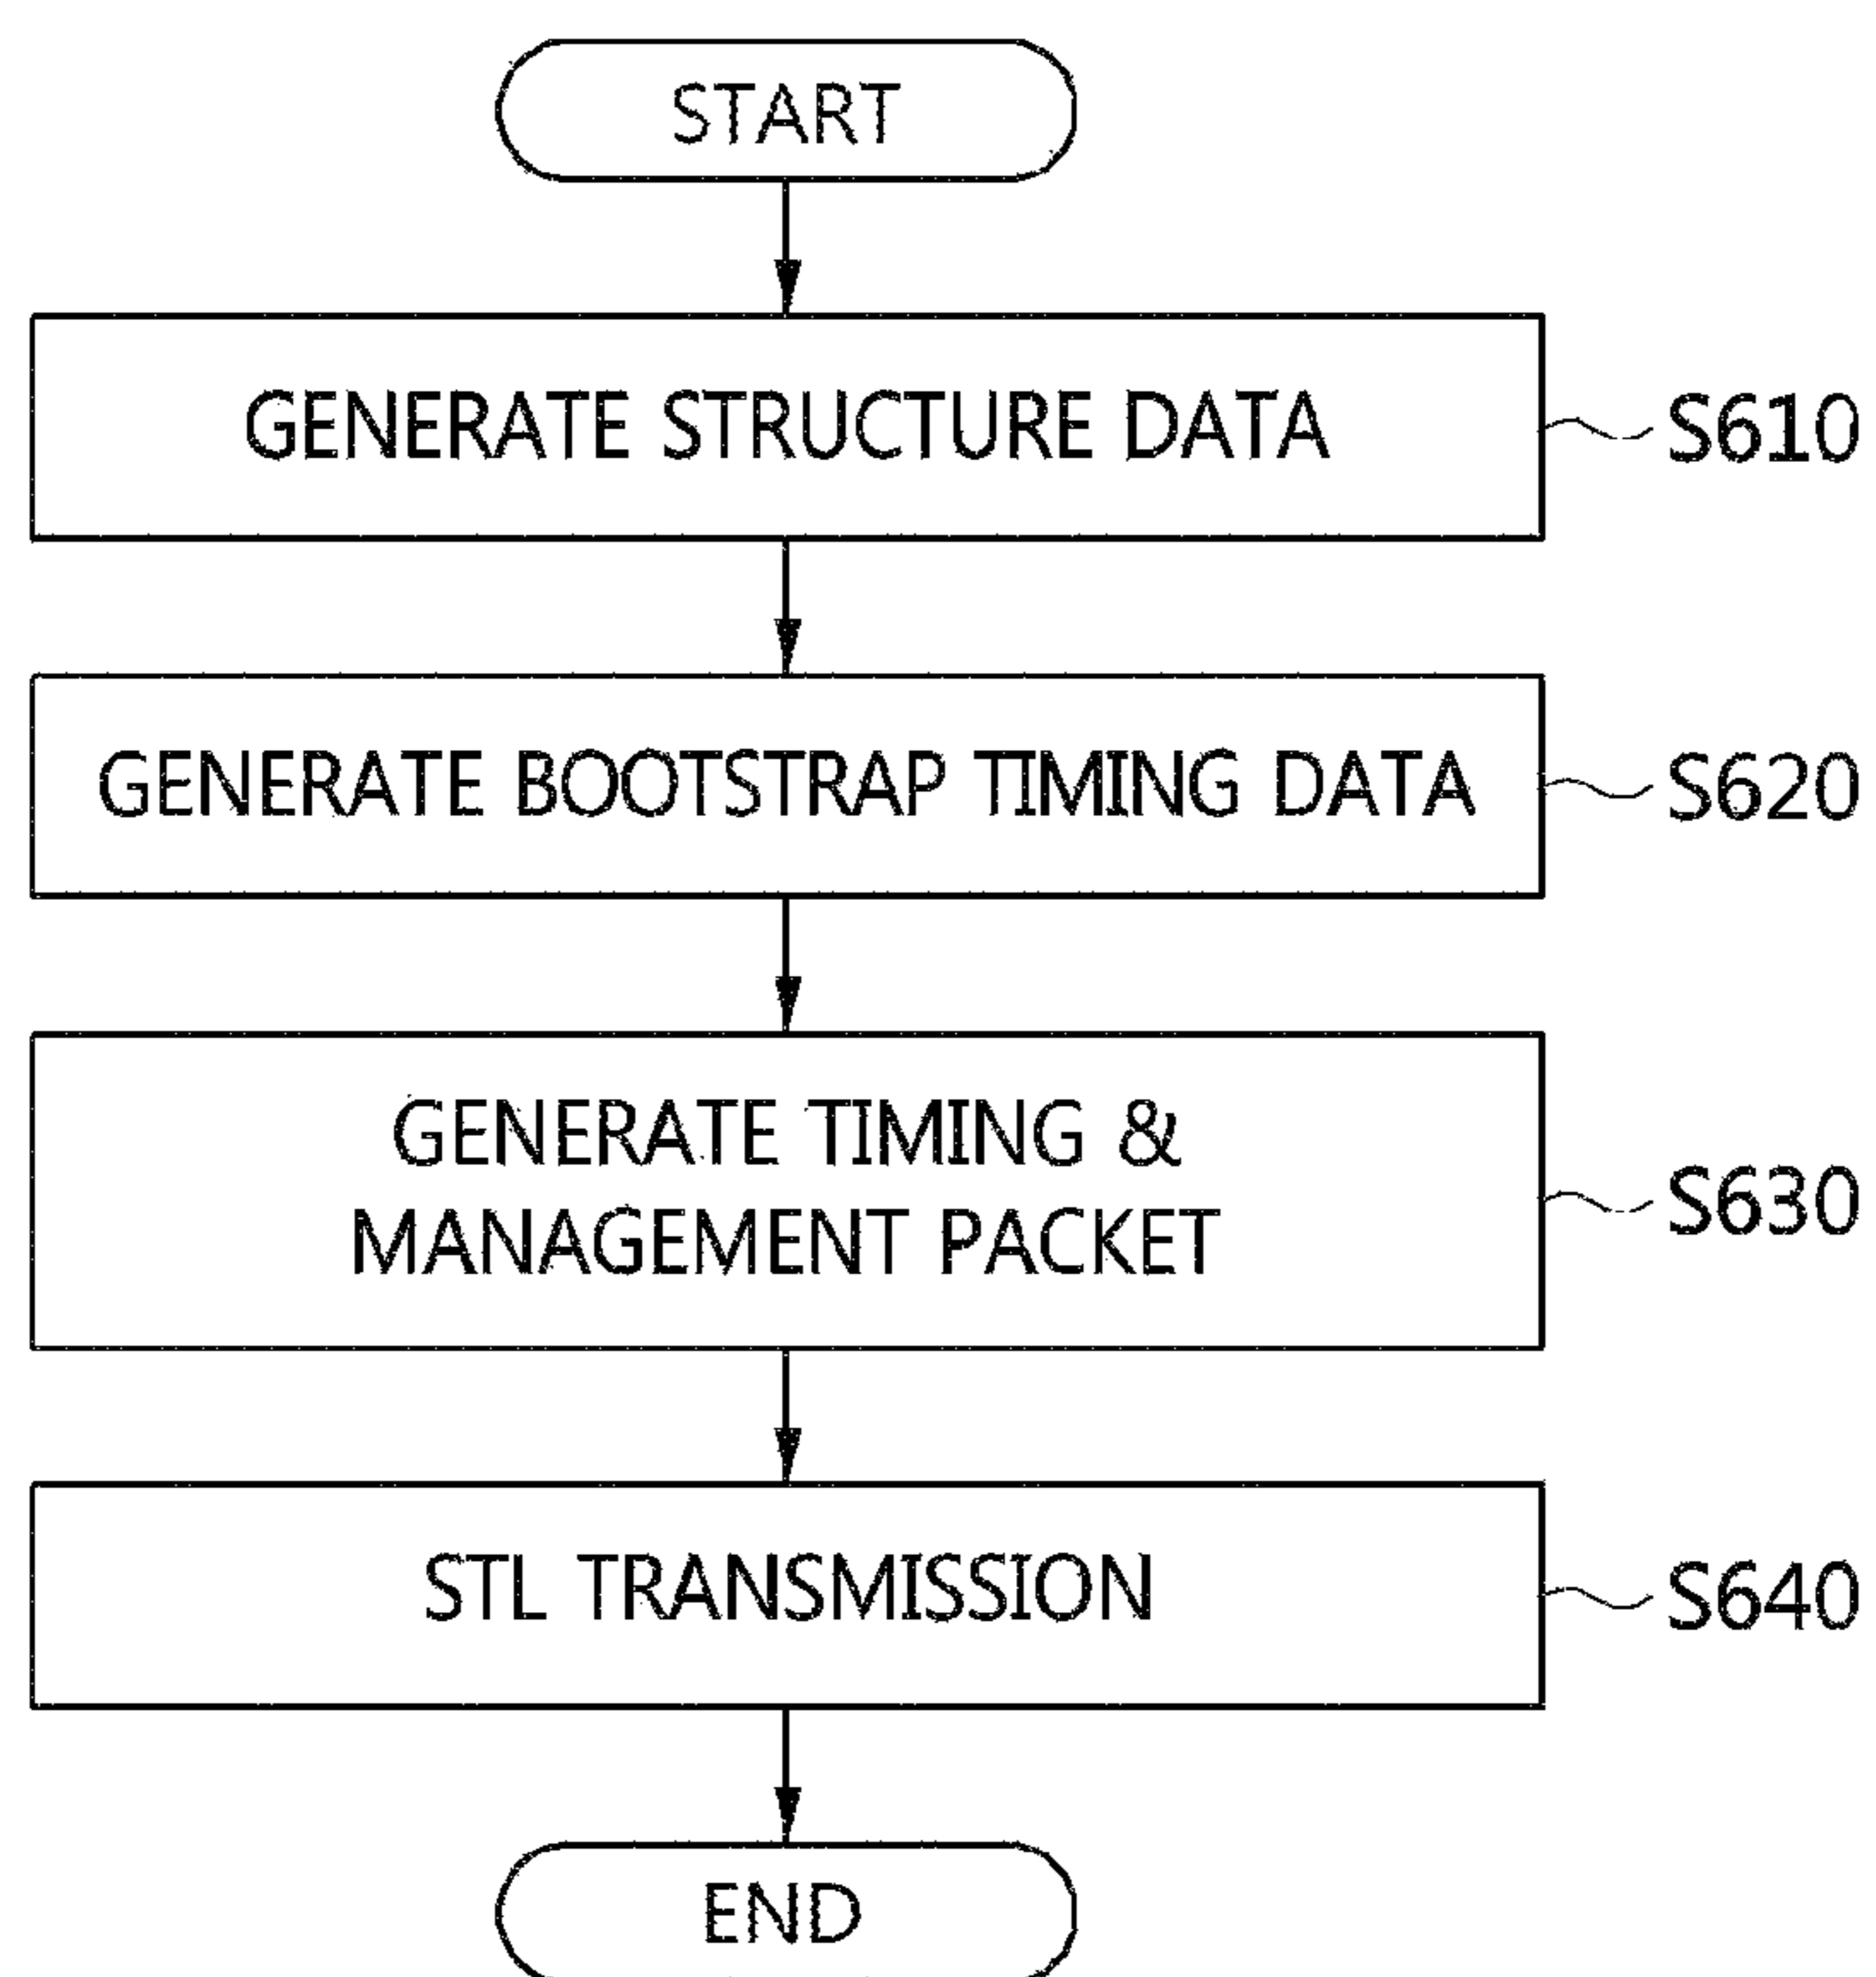 START
GENERATE STRUCTURE DATA
S610
GENERATE BOOTSTRAP TIMING DATA
S620
GENERATE TIMING &
MANAGEMENT PACKET
S630
STL TRANSMISSION
S640
END